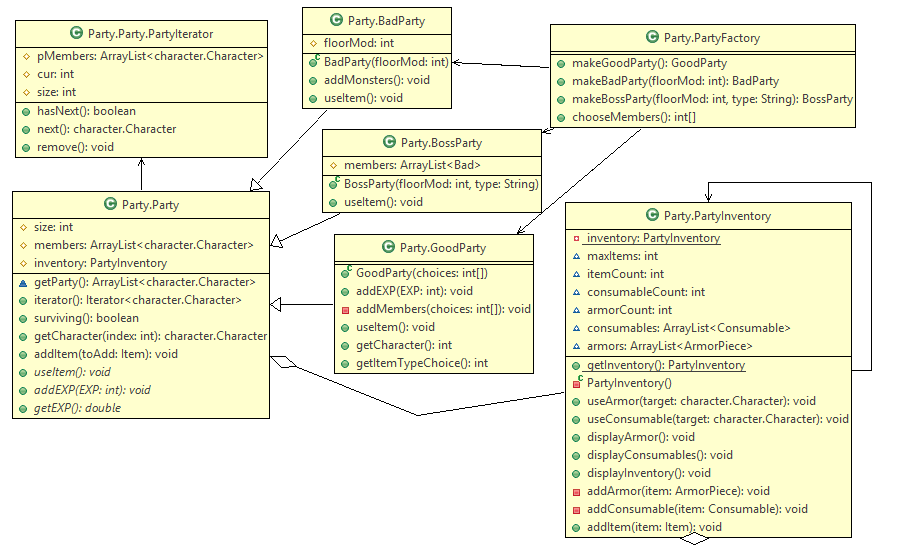 Party.Party.PartyIterator
pMembers: ArrayList<character.Character>
cur: int
size: int
hasNext(): boolean
next(): character.Character
remove(): void
Party.BadParty
floorMod: int
BadParty(floorMod: int)
addMonsters(): void
useItem(): void
Party.PartyFactory
makeGoodParty(): GoodParty
makeBadParty(floorMod: int): BadParty
makeBossParty(floorMod: int, type: String): BossParty
chooseMembers(): int[]
Party.BossParty
members: ArrayList<Bad>
BossParty(floorMod: int, type: String)
useItem(): void
Party.Party
size: int
members: ArrayList<character.Character>
inventory: PartyInventory
getParty(): ArrayList<character.Character>
iterator(): Iterator<character.Character>
surviving(): boolean
getCharacter(index: int): character.Character
addItem(toAdd: Item): void
useItem(): void
addEXP(EXP: int): void
getEXP(): double
Party.GoodParty
GoodParty(choices: int[])
addEXP(EXP: int): void
addMembers(choices: int[]): void
useItem(): void
getCharacter(): int
getItemTypeChoice(): int
Party.PartyInventory
inventory: PartyInventory
maxItems: int
itemCount: int
consumableCount: int
armorCount: int
consumables: ArrayList<Consumable>
armors: ArrayList<ArmorPiece>
getInventory(): PartyInventory
PartyInventory()
useArmor(target: character.Character): void
useConsumable(target: character.Character): void
displayArmor(): void
displayConsumables(): void
displayInventory(): void
addArmor(item: ArmorPiece): void
addConsumable(item: Consumable): void
addItem(item: Item): void